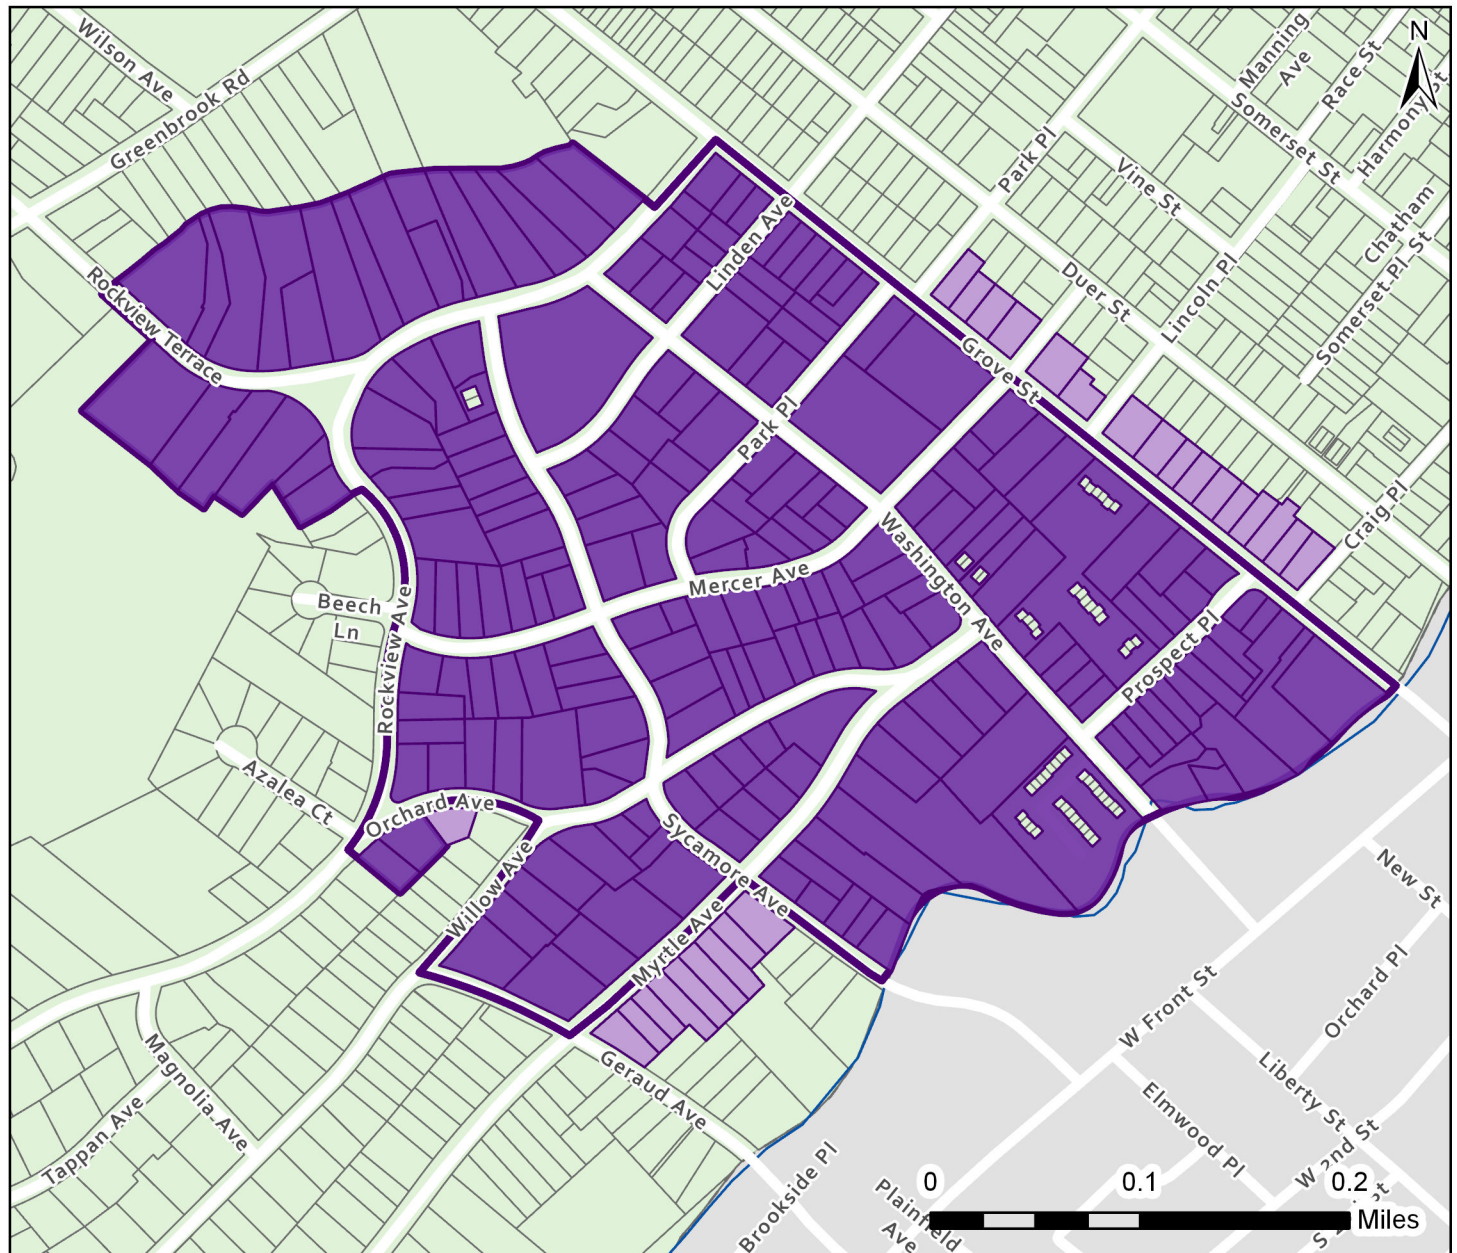 Wilson Ave
Greenbrook Rd
Manning
Ave
Race St
Harmony St
N
Somerset St
Park Pl
Vine St
Chatham
Somerset Pl St
Linden Ave
Duer St
Lincoln Pl
Rockview Terrace
Grove St
Park Pl
Craig Pl
Washington Ave
Mercer Ave
Beech
Ln
Rockview Ave
Prospect Pl
Azalea Ct
Orchard Ave
Sycamore Ave
Willow Ave
New St
Myrtle Ave
Orchard Pl
W Front St
Magnolia Ave
Geraud Ave
Liberty St
Elmwood Pl
Tappan Ave
W 2nd St
Brookside Pl
Plainfield
Ave
0 0.1 0.2
Miles